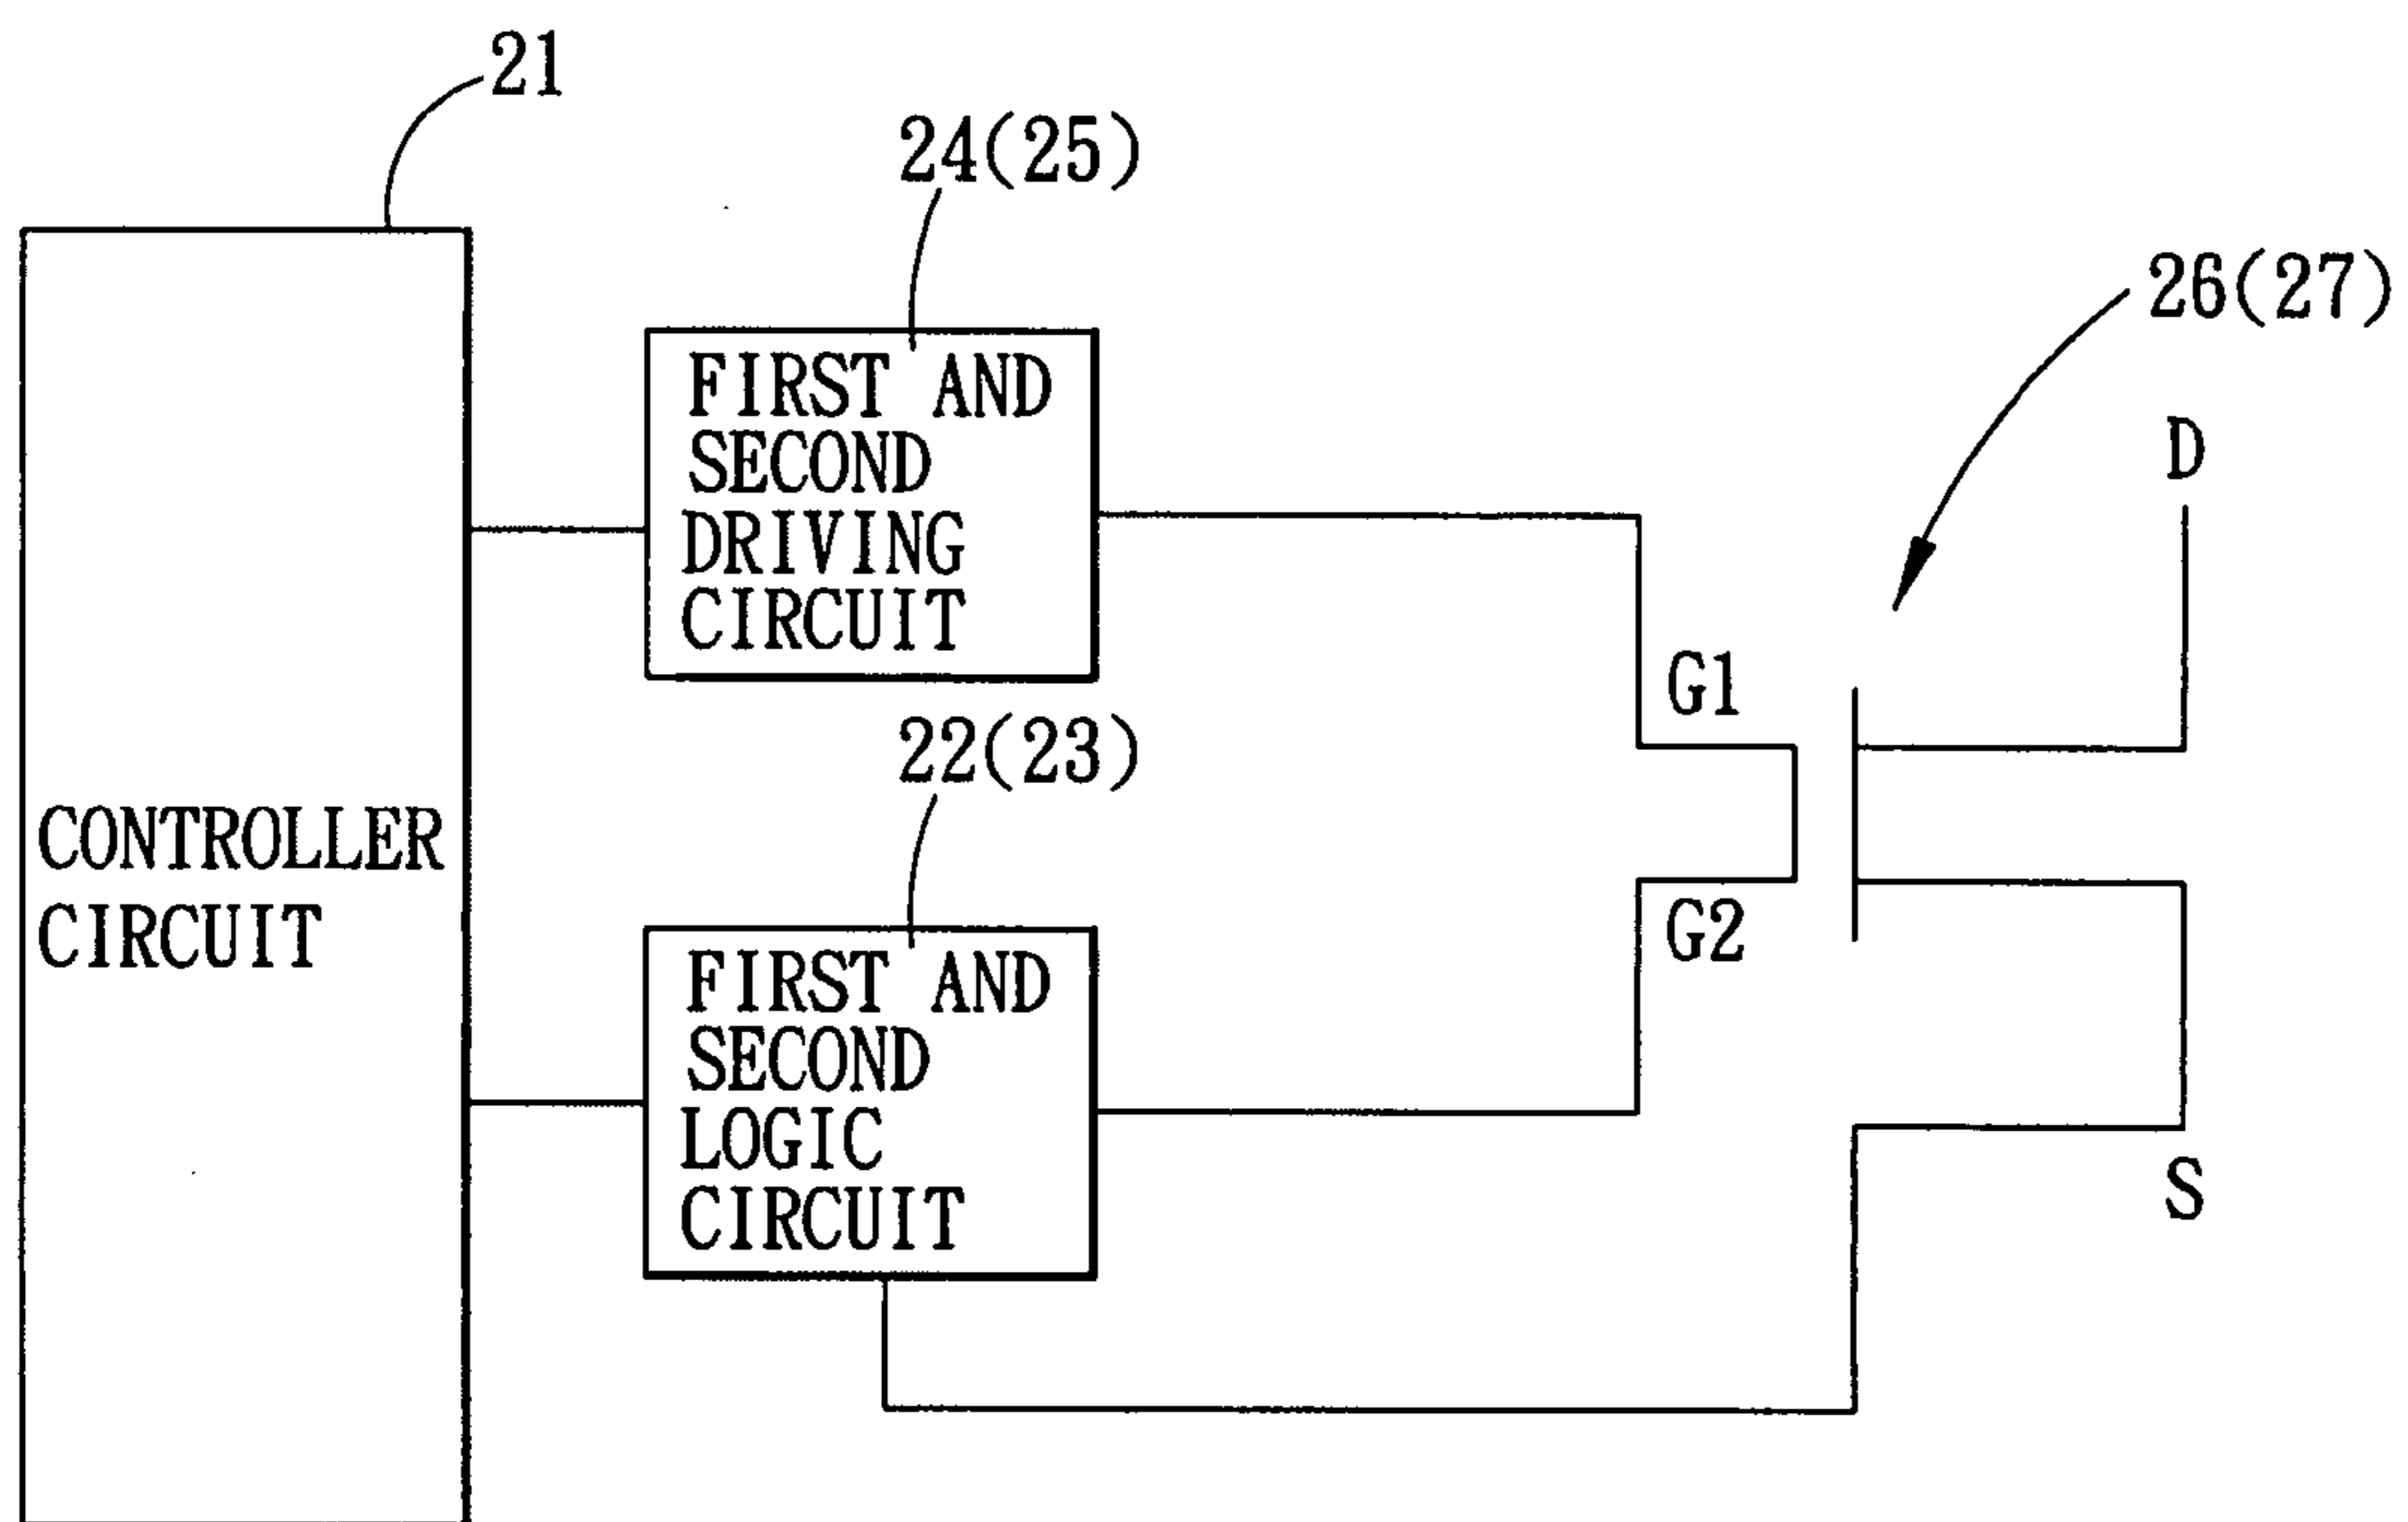 21
24(25)
26(27)
FIRST AND
SECOND
DRIVING
CIRCUIT
D
G1
22(23)
CONTROLLER
CIRCUIT
G2
FIRST AND
SECOND
LOGIC
CIRCUIT
S